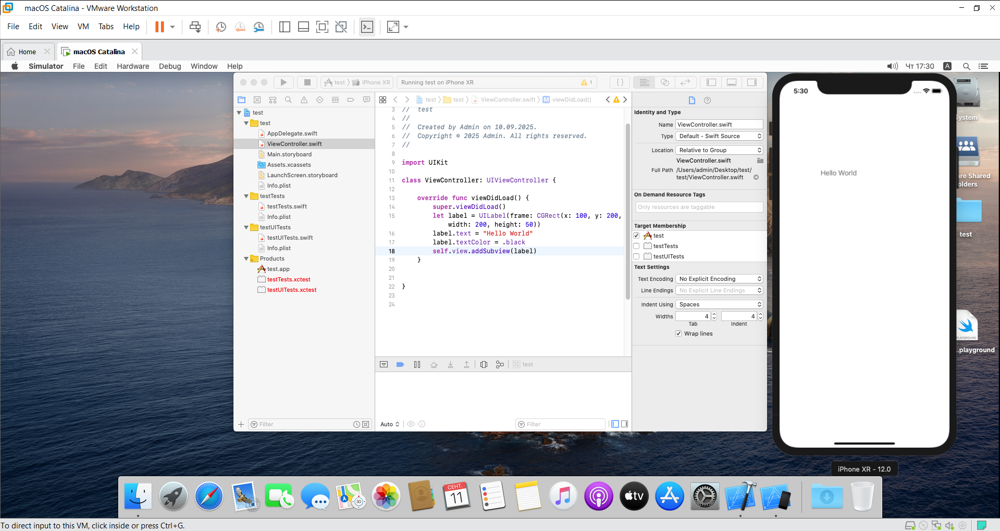 macOS Catalina - VMware Workstation
File Edit View VM Tabs Help
Home
macOS Catalina
Simulator File Edit Hardware Debug Window Help
Чт 17:30
A
test
iPhone XR
Running test on iPhone XR
1
test
test
ViewController.swift
M
viewDidLoad()
test
test
AppDelegate.swift
ViewController.swift
Main.storyboard
Assets.xcassets
LaunchScreen.storyboard
Info.plist
testTests
testTests.swift
Info.plist
testUITests
testUITests.swift
Info.plist
Products
test.app
testTests.xctest
testUITests.xctest
Filter
3 // test
4 //
5 // Created by Admin on 10.09.2025.
6 // Copyright © 2025 Admin. All rights reserved.
7 //
8
9 import UIKit
10
11 class ViewController: UIViewController {
12
13 override func viewDidLoad() {
14 super.viewDidLoad()
15 let label = UILabel(frame: CGRect(x: 100, y: 200,
width: 200, height: 50))
16 label.text = "Hello World"
17 label.textColor = .black
18 self.view.addSubview(label)
19 }
20
21
22 }
23
24
test
Auto
Filter
Identity and Type
Name ViewController.swift
Type Default - Swift Source
Location Relative to Group
ViewController.swift
Full Path /Users/admin/Desktop/test/
test/ViewController.swift
On Demand Resource Tags
Only resources are taggable
Target Membership
test
testTests
testUITests
Text Settings
Text Encoding No Explicit Encoding
Line Endings No Explicit Line Endings
Indent Using Spaces
Widths 4 4
Tab Indent
Wrap lines
5:30
Hello World
iPhone XR - 12.0
System
are Shared
olders
test
PLAYGROUND
...playground
СЕНТ.
11
3D
tv
To direct input to this VM, click inside or press Ctrl+G.